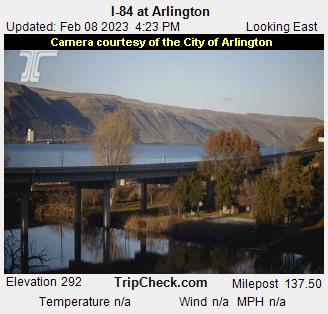 I-84 at Arlington
Updated: Feb 08 2023 4:23 PM Looking East
Camera courtesy of the City of Arlington
Elevation 292 TripCheck.com Milepost 137.50
Temperature n/a Wind n/a MPH n/a